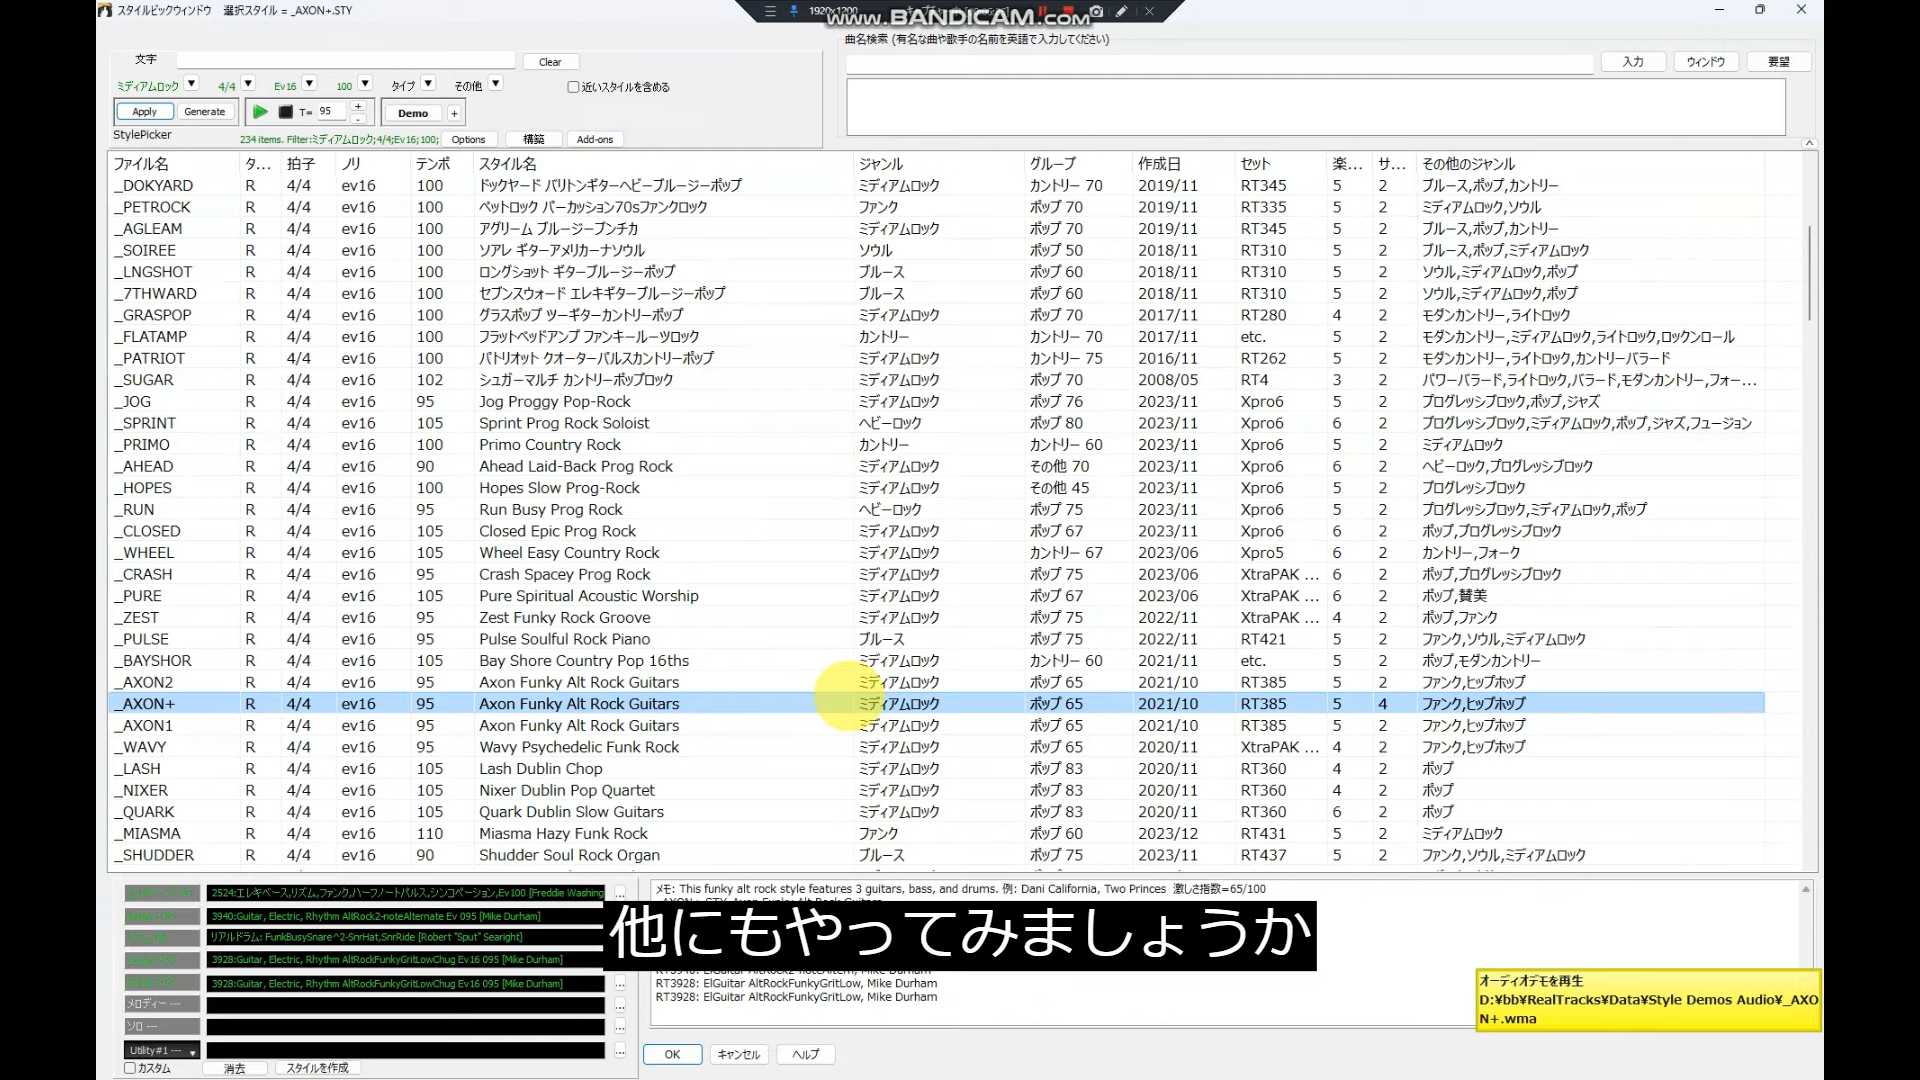 スタイルピックウィンドウ 選択スタイル = _AXON+.STY
1920x1200
www.BANDICAM.com
文字 Clear
ミディアムロック 4/4 Ev16 100 タイプ その他 近いスタイルを含める
Apply Generate T= 95 + - Demo +
StylePicker 234 items. Filter:ミディアムロック;4/4;Ev16;100; Options 構築 Add-ons
曲名検索 (有名な曲や歌手の名前を英語で入力してください)
入力 ウィンドウ 要望
ファイル名 タ... 拍子 ノリ テンポ スタイル名 ジャンル グループ 作成日 セット 楽... サ... その他のジャンル
_DOKYARD R 4/4 ev16 100 ドックヤード バリトンギターヘビーブルージーポップ ミディアムロック カントリー 70 2019/11 RT345 5 2 ブルース,ポップ,カントリー
_PETROCK R 4/4 ev16 100 ペットロック パーカッション70sファンクロック ファンク ポップ 70 2019/11 RT335 5 2 ミディアムロック,ソウル
_AGLEAM R 4/4 ev16 100 アグリーム ブルージーブンチカ ミディアムロック ポップ 70 2019/11 RT345 5 2 ブルース,ポップ,カントリー
_SOIREE R 4/4 ev16 100 ソアレ ギターアメリカーナソウル ソウル ポップ 50 2018/11 RT310 5 2 ブルース,ポップ,ミディアムロック
_LNGSHOT R 4/4 ev16 100 ロングショット ギターブルージーポップ ブルース ポップ 60 2018/11 RT310 5 2 ソウル,ミディアムロック,ポップ
_7THWARD R 4/4 ev16 100 セブンスウォード エレキギターブルージーポップ ブルース ポップ 60 2018/11 RT310 5 2 ソウル,ミディアムロック,ポップ
_GRASPOP R 4/4 ev16 100 グラスポップ ツーギターカントリーポップ ミディアムロック ポップ 70 2017/11 RT280 4 2 モダンカントリー,ライトロック
_FLATAMP R 4/4 ev16 100 フラットベッドアンプ ファンキールーツロック カントリー カントリー 70 2017/11 etc. 5 2 モダンカントリー,ミディアムロック,ライトロック,ロックンロール
_PATRIOT R 4/4 ev16 100 パトリオット クオーターパルスカントリーポップ ミディアムロック カントリー 75 2016/11 RT262 5 2 モダンカントリー,ライトロック,カントリーバラード
_SUGAR R 4/4 ev16 102 シュガーマルチ カントリーポップロック ミディアムロック ポップ 70 2008/05 RT4 3 2 パワーバラード,ライトロック,バラード,モダンカントリー,フォー...
_JOG R 4/4 ev16 95 Jog Proggy Pop-Rock ミディアムロック ポップ 76 2023/11 Xpro6 5 2 プログレッシブロック,ポップ,ジャズ
_SPRINT R 4/4 ev16 105 Sprint Prog Rock Soloist ヘビーロック ポップ 80 2023/11 Xpro6 6 2 プログレッシブロック,ミディアムロック,ポップ,ジャズ,フュージョン
_PRIMO R 4/4 ev16 100 Primo Country Rock カントリー カントリー 60 2023/11 Xpro6 5 2 ミディアムロック
_AHEAD R 4/4 ev16 90 Ahead Laid-Back Prog Rock ミディアムロック その他 70 2023/11 Xpro6 6 2 ヘビーロック,プログレッシブロック
_HOPES R 4/4 ev16 100 Hopes Slow Prog-Rock ミディアムロック その他 45 2023/11 Xpro6 5 2 プログレッシブロック
_RUN R 4/4 ev16 95 Run Busy Prog Rock ヘビーロック ポップ 75 2023/11 Xpro6 5 2 プログレッシブロック,ミディアムロック,ポップ
_CLOSED R 4/4 ev16 105 Closed Epic Prog Rock ミディアムロック ポップ 67 2023/11 Xpro6 6 2 ポップ,プログレッシブロック
_WHEEL R 4/4 ev16 105 Wheel Easy Country Rock ミディアムロック カントリー 67 2023/06 Xpro5 6 2 カントリー,フォーク
_CRASH R 4/4 ev16 95 Crash Spacey Prog Rock ミディアムロック ポップ 75 2023/06 XtraPAK ... 6 2 ポップ,プログレッシブロック
_PURE R 4/4 ev16 105 Pure Spiritual Acoustic Worship ミディアムロック ポップ 67 2023/06 XtraPAK ... 6 2 ポップ,賛美
_ZEST R 4/4 ev16 95 Zest Funky Rock Groove ミディアムロック ポップ 75 2022/11 XtraPAK ... 4 2 ポップ,ファンク
_PULSE R 4/4 ev16 95 Pulse Soulful Rock Piano ブルース ポップ 75 2022/11 RT421 5 2 ファンク,ソウル,ミディアムロック
_BAYSHOR R 4/4 ev16 105 Bay Shore Country Pop 16ths ミディアムロック カントリー 60 2021/11 etc. 5 2 ポップ,モダンカントリー
_AXON2 R 4/4 ev16 95 Axon Funky Alt Rock Guitars ミディアムロック ポップ 65 2021/10 RT385 5 2 ファンク,ヒップホップ
_AXON+ R 4/4 ev16 95 Axon Funky Alt Rock Guitars ミディアムロック ポップ 65 2021/10 RT385 5 4 ファンク,ヒップホップ
_AXON1 R 4/4 ev16 95 Axon Funky Alt Rock Guitars ミディアムロック ポップ 65 2021/10 RT385 5 2 ファンク,ヒップホップ
_WAVY R 4/4 ev16 95 Wavy Psychedelic Funk Rock ミディアムロック ポップ 65 2020/11 XtraPAK ... 4 2 ファンク,ヒップホップ
_LASH R 4/4 ev16 105 Lash Dublin Chop ミディアムロック ポップ 83 2020/11 RT360 4 2 ポップ
_NIXER R 4/4 ev16 105 Nixer Dublin Pop Quartet ミディアムロック ポップ 83 2020/11 RT360 4 2 ポップ
_QUARK R 4/4 ev16 105 Quark Dublin Slow Guitars ミディアムロック ポップ 83 2020/11 RT360 6 2 ポップ
_MIASMA R 4/4 ev16 110 Miasma Hazy Funk Rock ファンク ポップ 60 2023/12 RT431 5 2 ミディアムロック
_SHUDDER R 4/4 ev16 90 Shudder Soul Rock Organ ブルース ポップ 75 2023/11 RT437 5 2 ファンク,ソウル,ミディアムロック
2524:エレキベース,リズム,ファンク,ハーフノートパルス,シンコペーション,Ev100 [Freddie Washing ...
3940:Guitar, Electric, Rhythm AltRock2-noteAlternate Ev 095 [Mike Durham]
リアルドラム: FunkBusySnare^2-SnrHat,SnrRide [Robert "Sput" Searight]
3928:Guitar, Electric, Rhythm AltRockFunkyGritLowChug Ev16 095 [Mike Durham]
3928:Guitar, Electric, Rhythm AltRockFunkyGritLowChug Ev16 095 [Mike Durham] ...
メロディー --- ...
ソロ --- ...
Utility#1 --- ...
カスタム 消去 スタイルを作成
メモ: This funky alt rock style features 3 guitars, bass, and drums. 例: Dani California, Two Princes 激しさ指数=65/100
他にもやってみましょうか
RT3928: ElGuitar AltRockFunkyGritLow, Mike Durham
RT3928: ElGuitar AltRockFunkyGritLow, Mike Durham
OK キャンセル ヘルプ
オーディオデモを再生
D:¥bb¥RealTracks¥Data¥Style Demos Audio¥_AXO
N+.wma